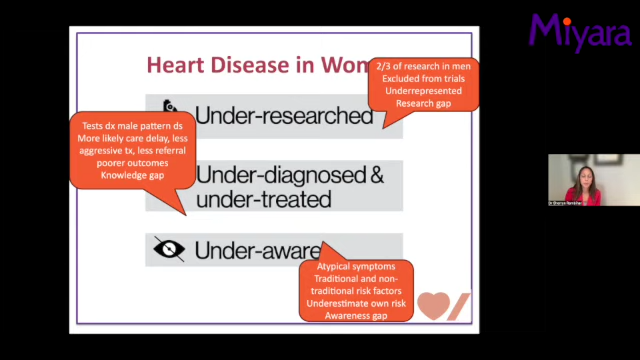 Miyara
Heart Disease in Wom
2/3 of research in men
Excluded from trials
Underrepresented
Research gap
Under-researched
Tests dx male pattern ds
More likely care delay, less
aggressive tx, less referral
poorer outcomes
Knowledge gap
Under-diagnosed &
under-treated
Under-aware
Atypical symptoms
Traditional and non-
traditional risk factors
Underestimate own risk
Awareness gap